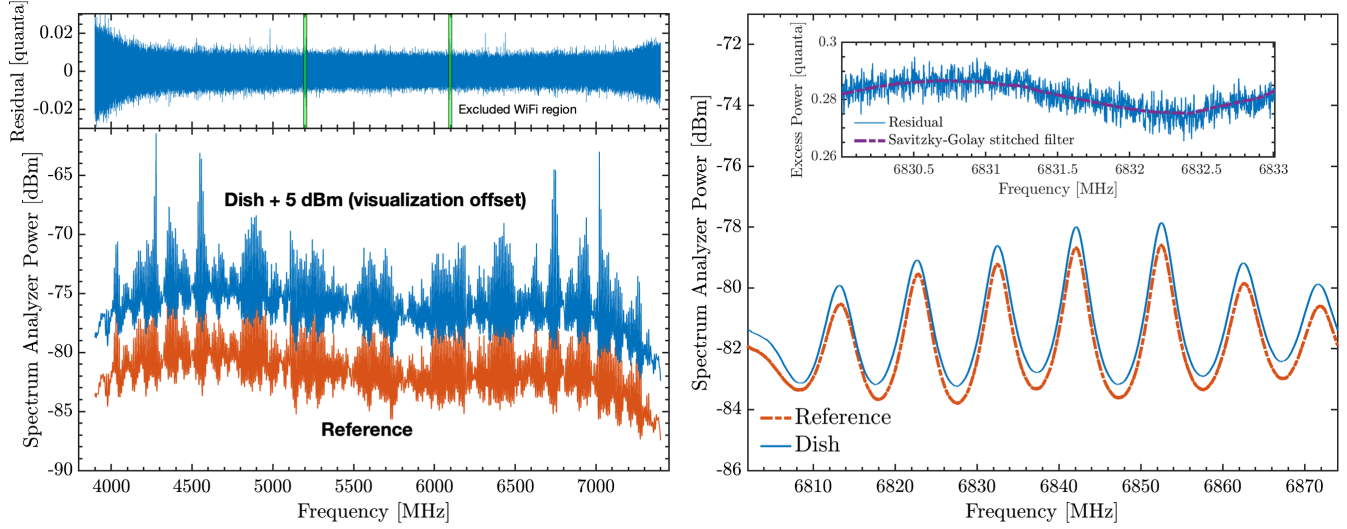 Residual [quanta]
0.02
0
-0.02
Excluded WiFi region
Spectrum Analyzer Power [dBm]
-65
-70
-75
-80
-85
-90
Dish + 5 dBm (visualization offset)
Reference
4000 4500 5000 5500 6000 6500 7000
Frequency [MHz]
Spectrum Analyzer Power [dBm]
-72
-74
-76
-78
-80
-82
-84
-86
Excess Power [quanta]
0.3
0.28
0.26
Residual
Savitzky-Golay stitched filter
6830.5 6831 6831.5 6832 6832.5 6833
Frequency [MHz]
Reference
Dish
6810 6820 6830 6840 6850 6860 6870
Frequency [MHz]